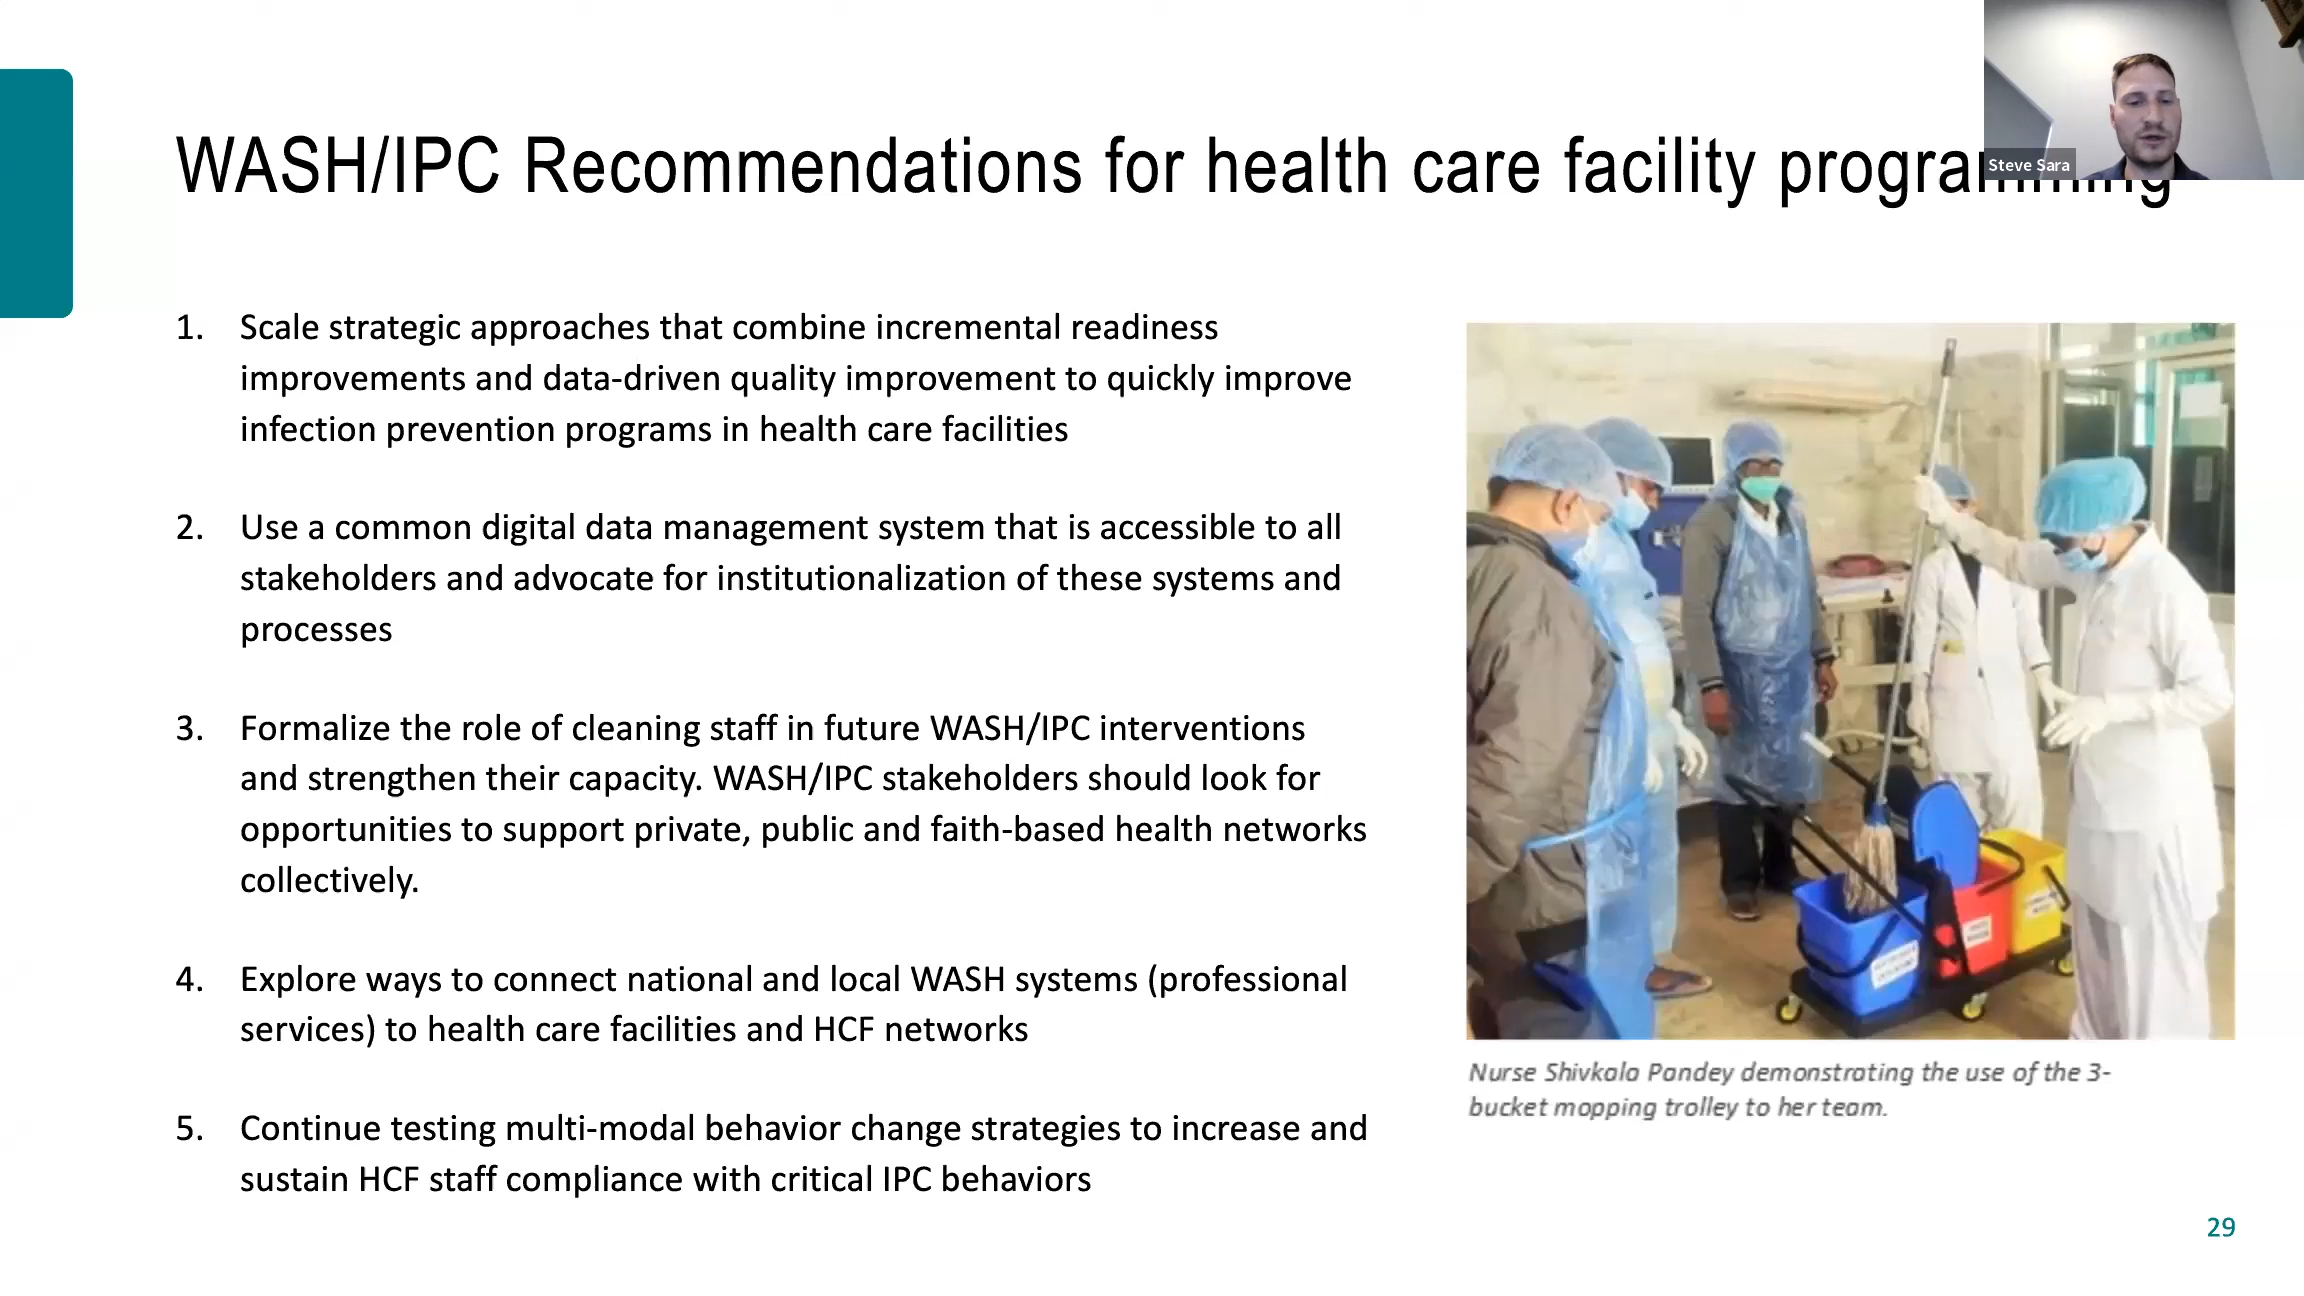 WASH/IPC Recommendations for health care facility programming
Steve Sara
1. Scale strategic approaches that combine incremental readiness
improvements and data-driven quality improvement to quickly improve
infection prevention programs in health care facilities
2. Use a common digital data management system that is accessible to all
stakeholders and advocate for institutionalization of these systems and
processes
3. Formalize the role of cleaning staff in future WASH/IPC interventions
and strengthen their capacity. WASH/IPC stakeholders should look for
opportunities to support private, public and faith-based health networks
collectively.
4. Explore ways to connect national and local WASH systems (professional
services) to health care facilities and HCF networks
5. Continue testing multi-modal behavior change strategies to increase and
sustain HCF staff compliance with critical IPC behaviors
Nurse Shivkala Pandey demonstrating the use of the 3-
bucket mopping trolley to her team.
29